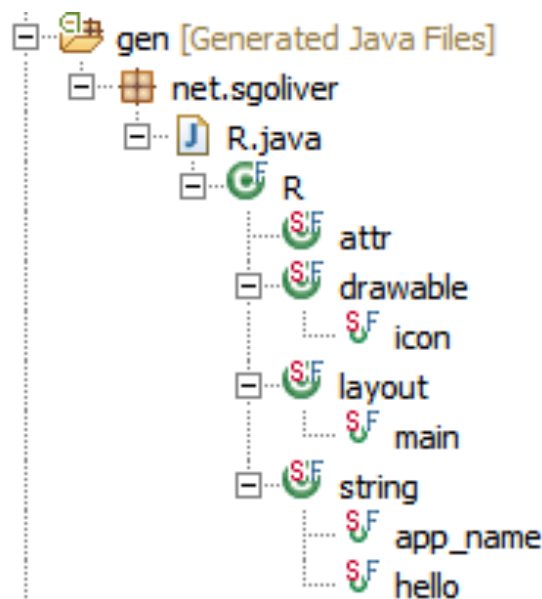 gen [Generated Java Files]
net.sgoliver
R.java
R
attr
drawable
icon
layout
main
string
app_name
hello